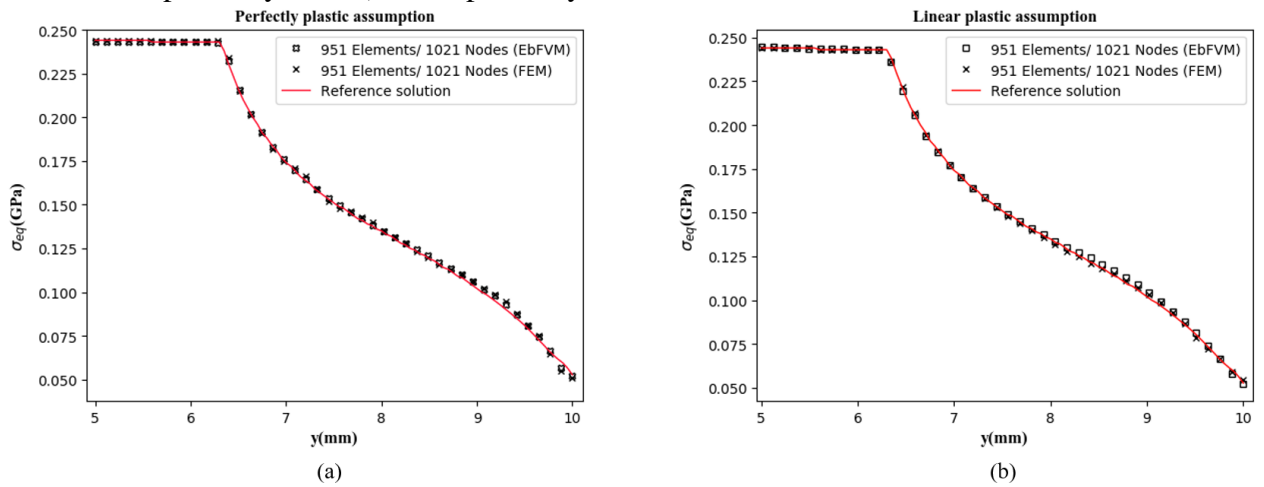 Perfectly plastic assumption
0.250
0.225
0.200
0.175
0.150
0.125
0.100
0.075
0.050
σeq(GPa)
951 Elements/ 1021 Nodes (EbFVM)
951 Elements/ 1021 Nodes (FEM)
Reference solution
5 6 7 8 9 10
y(mm)
(a)
Linear plastic assumption
0.250
0.225
0.200
0.175
0.150
0.125
0.100
0.075
0.050
σeq(GPa)
951 Elements/ 1021 Nodes (EbFVM)
951 Elements/ 1021 Nodes (FEM)
Reference solution
5 6 7 8 9 10
y(mm)
(b)